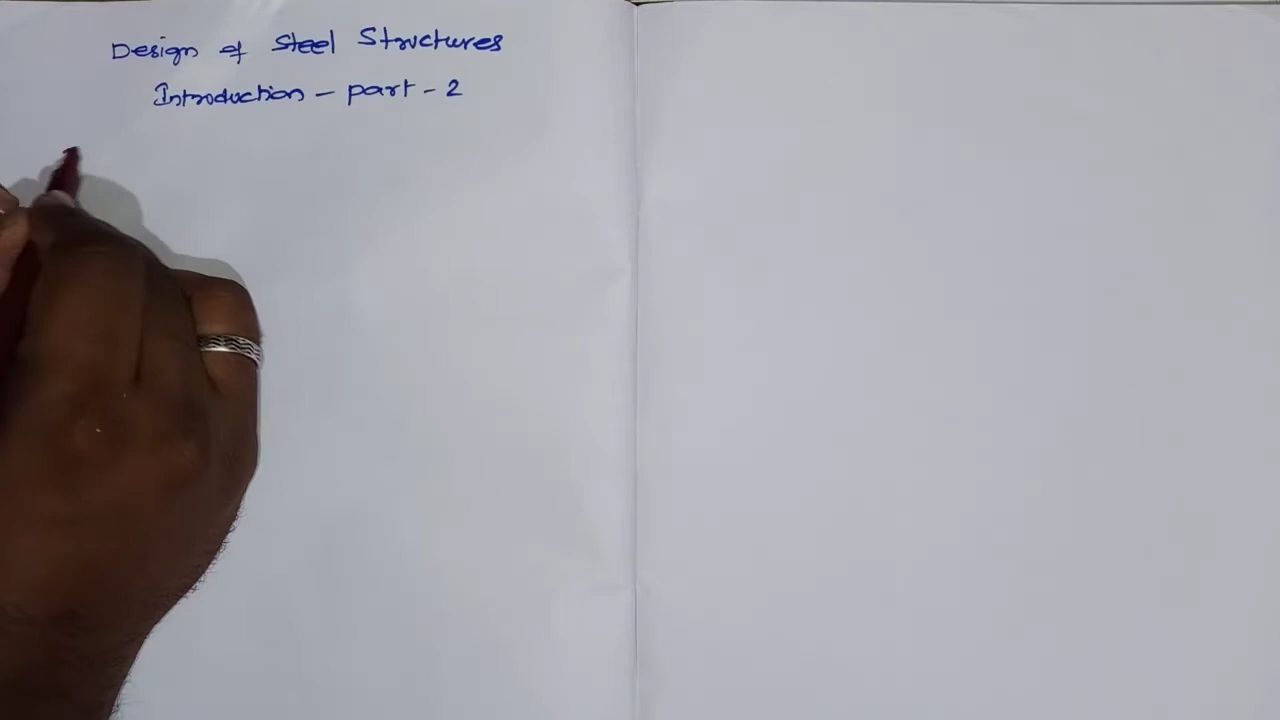 Design of Steel Structures
Introduction - part - 2